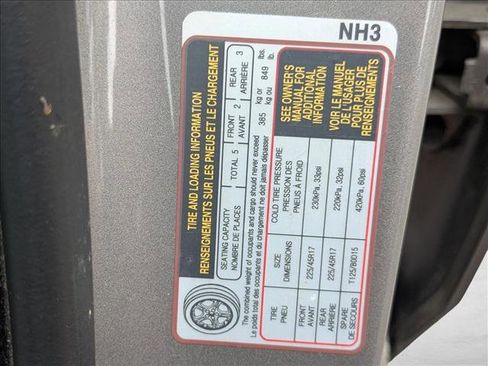 NH3
TIRE AND LOADING INFORMATION
RENSEIGNEMENTS SUR LES PNEUS ET LE CHARGEMENT
SEATING CAPACITY
NOMBRE DE PLACES
TOTAL 5
FRONT 2
AVANT
REAR 3
ARRIÈRE
The combined weight of occupants and cargo should never exceed
Le poids total des occupants et du chargement ne doit jamais dépasser
385 kg or 849 lbs.
kg ou lb.
TIRE SIZE COLD TIRE PRESSURE
PNEU DIMENSIONS PRESSION DES
PNEUS À FROID
FRONT
AVANT
225/45R17 230kPa, 33psi
REAR
ARRIÈRE
225/45R17 220kPa, 32psi
SPARE
DE SECOURS
T125/80D15 420kPa, 60psi
SEE OWNER'S
MANUAL FOR
ADDITIONAL
INFORMATION
VOIR LE MANUEL
DE L'USAGER
POUR PLUS DE
RENSEIGNEMENTS